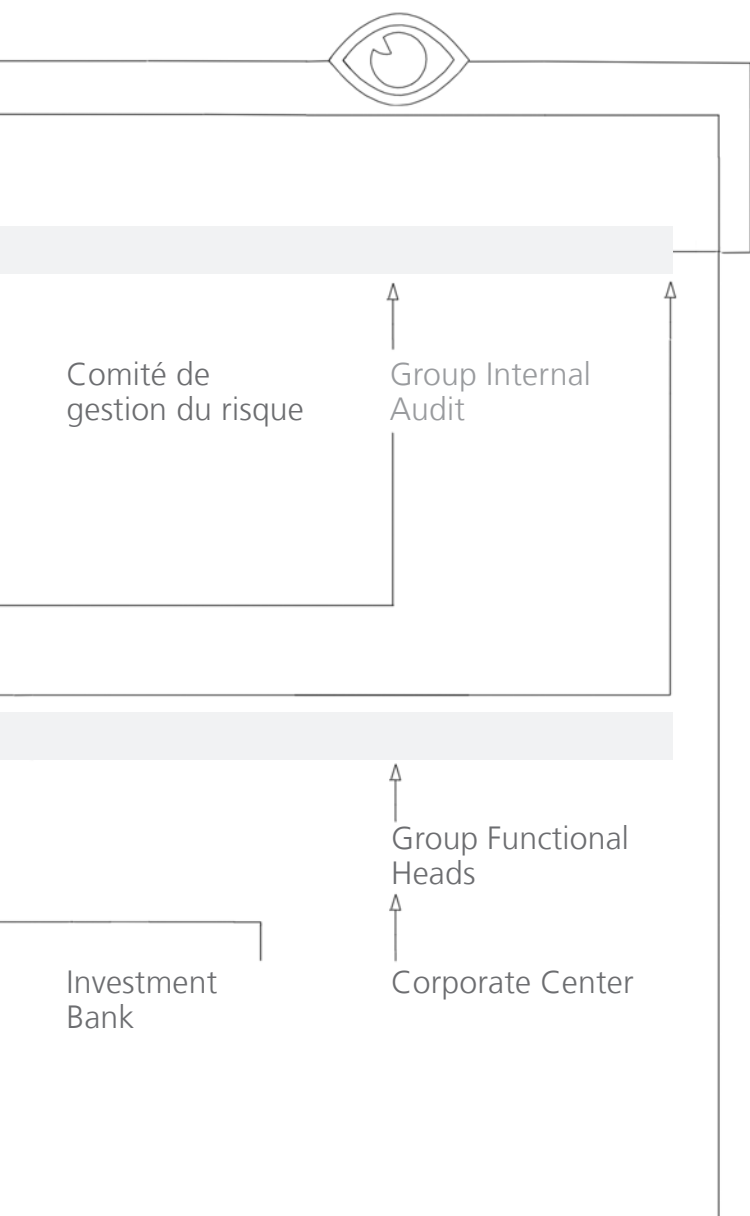 Comité de
gestion du risque
Group Internal
Audit
Group Functional
Heads
Investment
Bank
Corporate Center